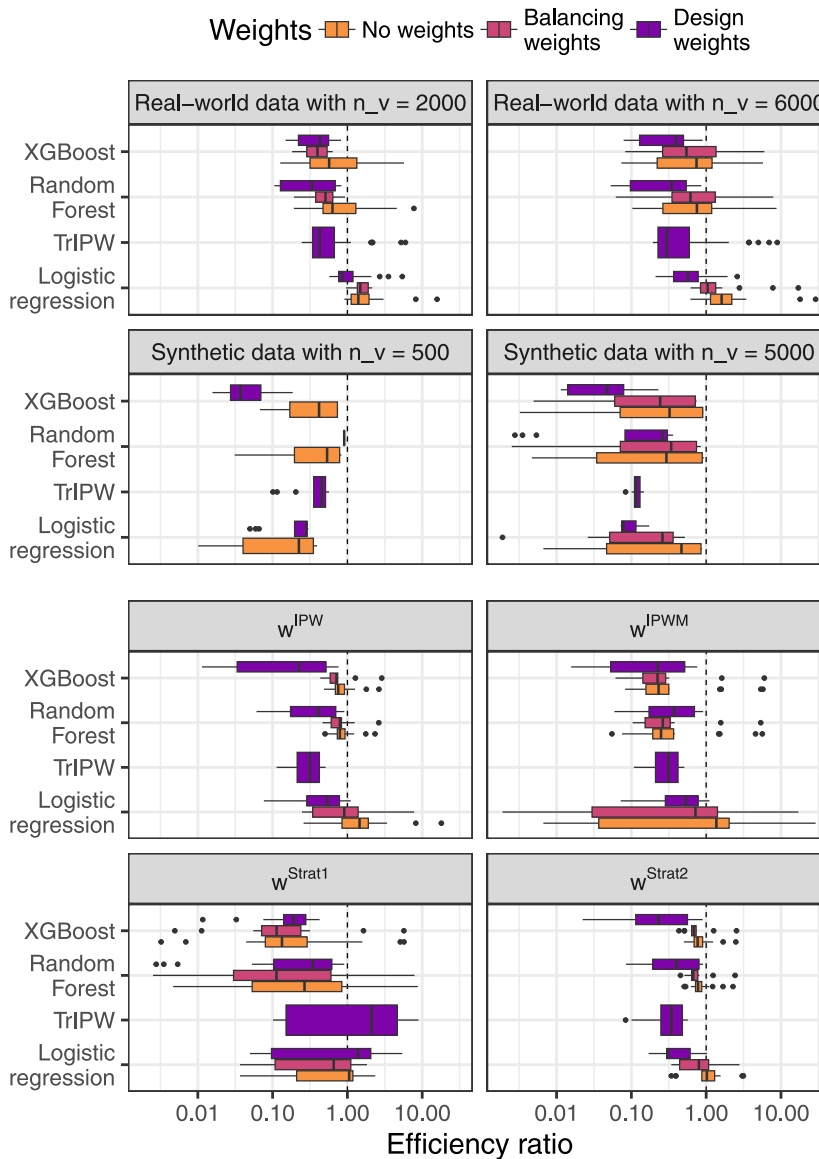 Weights No weights Balancing weights Design weights
Real-world data with n_v = 2000
Real-world data with n_v = 6000
XGBoost
Random Forest
TrIPW
Logistic regression
Synthetic data with n_v = 500
Synthetic data with n_v = 5000
XGBoost
Random Forest
TrIPW
Logistic regression
w^IPW
w^IPWM
XGBoost
Random Forest
TrIPW
Logistic regression
w^Strat1
w^Strat2
XGBoost
Random Forest
TrIPW
Logistic regression
0.01 0.10 1.00 10.00
0.01 0.10 1.00 10.00
Efficiency ratio